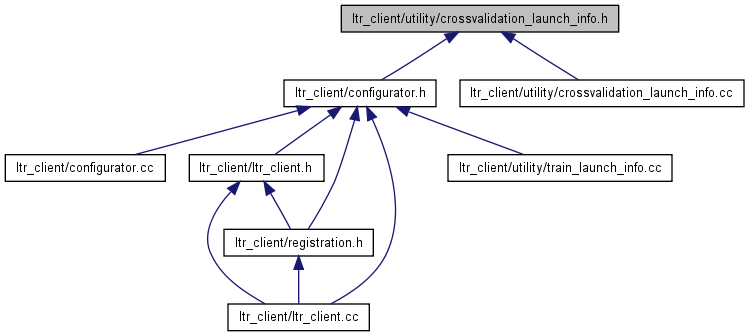 ltr_client/utility/crossvalidation_launch_info.h
ltr_client/configurator.h
ltr_client/utility/crossvalidation_launch_info.cc
ltr_client/configurator.cc
ltr_client/ltr_client.h
ltr_client/utility/train_launch_info.cc
ltr_client/registration.h
ltr_client/ltr_client.cc